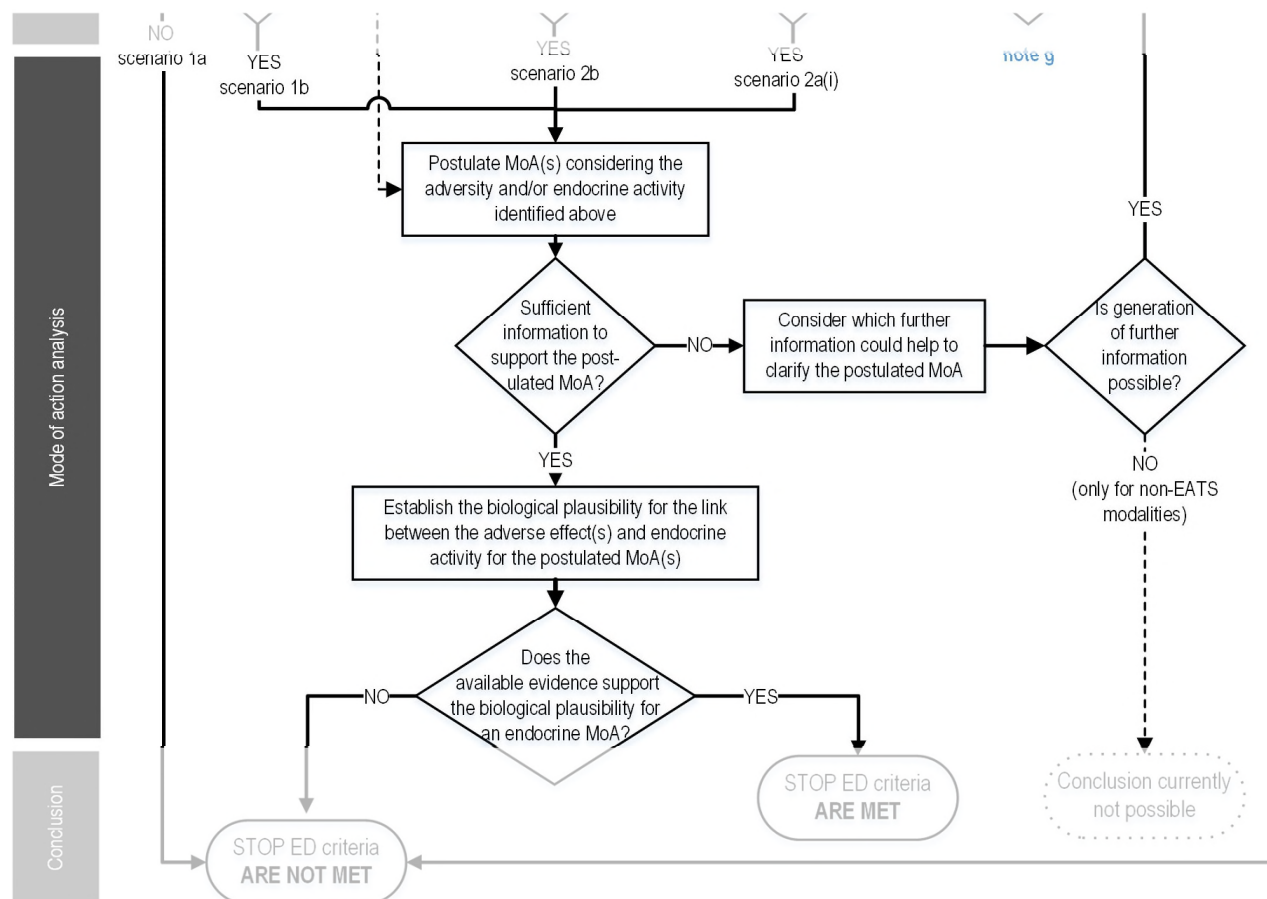 NO
scenario 1a
YES
scenario 1b
YES
scenario 2b
YES
scenario 2a(i)
note g
Mode of action analysis
Postulate MoA(s) considering the
adversity and/or endocrine activity
identified above
YES
Sufficient
information to
support the post-
ulated MoA?
NO
Consider which further
information could help to
clarify the postulated MoA
Is generation
of further
information
possible?
YES
NO
(only for non-EATS
modalities)
Establish the biological plausibility for the link
between the adverse effect(s) and endocrine
activity for the postulated MoA(s)
Does the
available evidence support
the biological plausibility for
an endocrine MoA?
NO
YES
Conclusion
STOP ED criteria
ARE MET
Conclusion currently
not possible
STOP ED criteria
ARE NOT MET